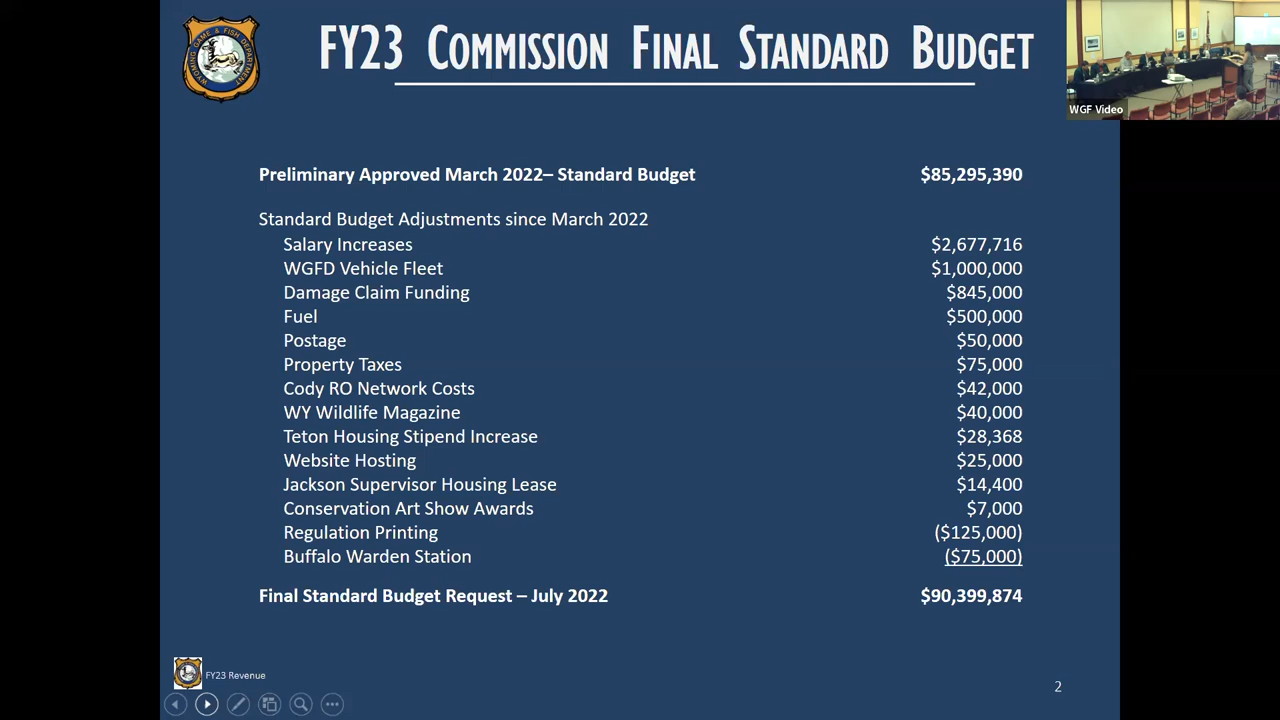 FY23 COMMISSION FINAL STANDARD BUDGET
WYOMING GAME & FISH DEPARTMENT
WGF Video
Preliminary Approved March 2022– Standard Budget $85,295,390
Standard Budget Adjustments since March 2022
Salary Increases $2,677,716
WGFD Vehicle Fleet $1,000,000
Damage Claim Funding $845,000
Fuel $500,000
Postage $50,000
Property Taxes $75,000
Cody RO Network Costs $42,000
WY Wildlife Magazine $40,000
Teton Housing Stipend Increase $28,368
Website Hosting $25,000
Jackson Supervisor Housing Lease $14,400
Conservation Art Show Awards $7,000
Regulation Printing ($125,000)
Buffalo Warden Station ($75,000)
Final Standard Budget Request – July 2022 $90,399,874
FY23 Revenue
2